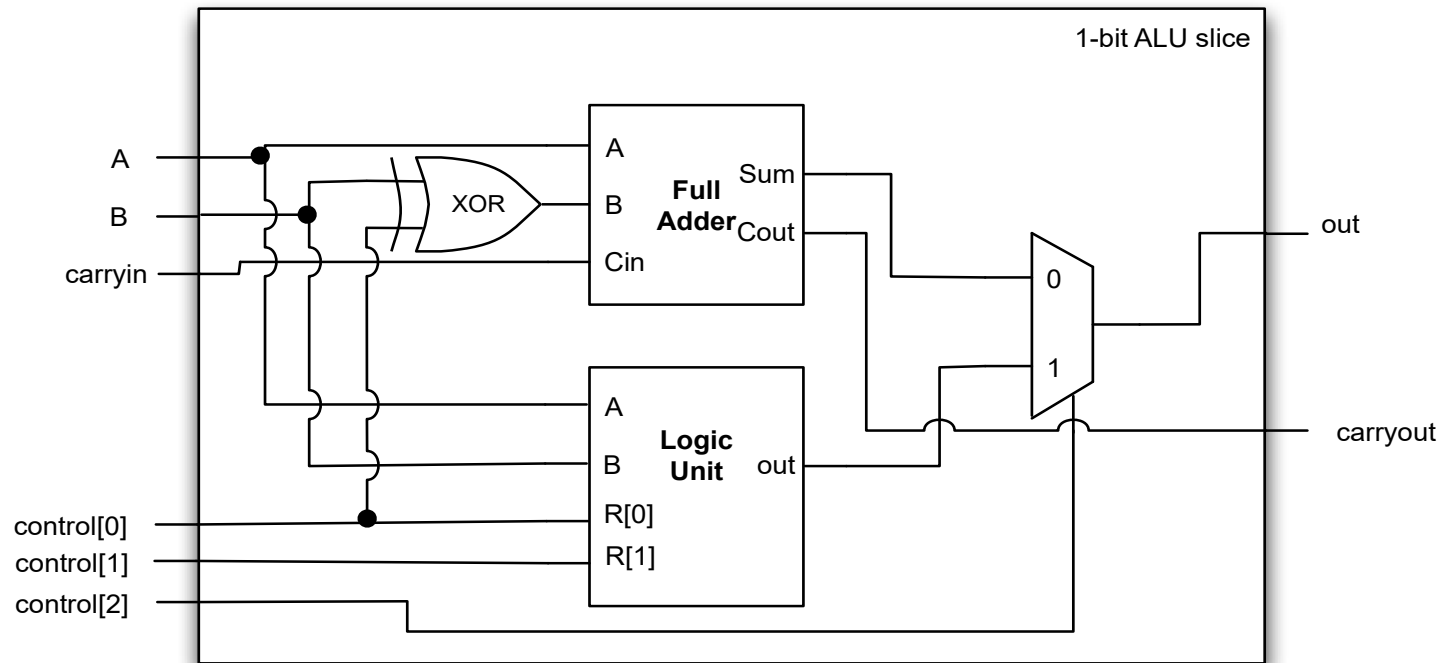 1-bit ALU slice
A
B
carryin
control[0]
control[1]
control[2]
XOR
A
B
Cin
Full
Adder
Sum
Cout
A
B
R[0]
R[1]
Logic
Unit
out
0
1
out
carryout